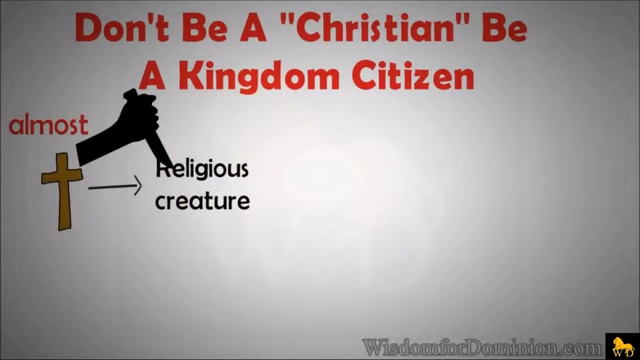 Don't Be A "Christian" Be
A Kingdom Citizen
almost
Religious
creature
WisdomforDominion.com
WD